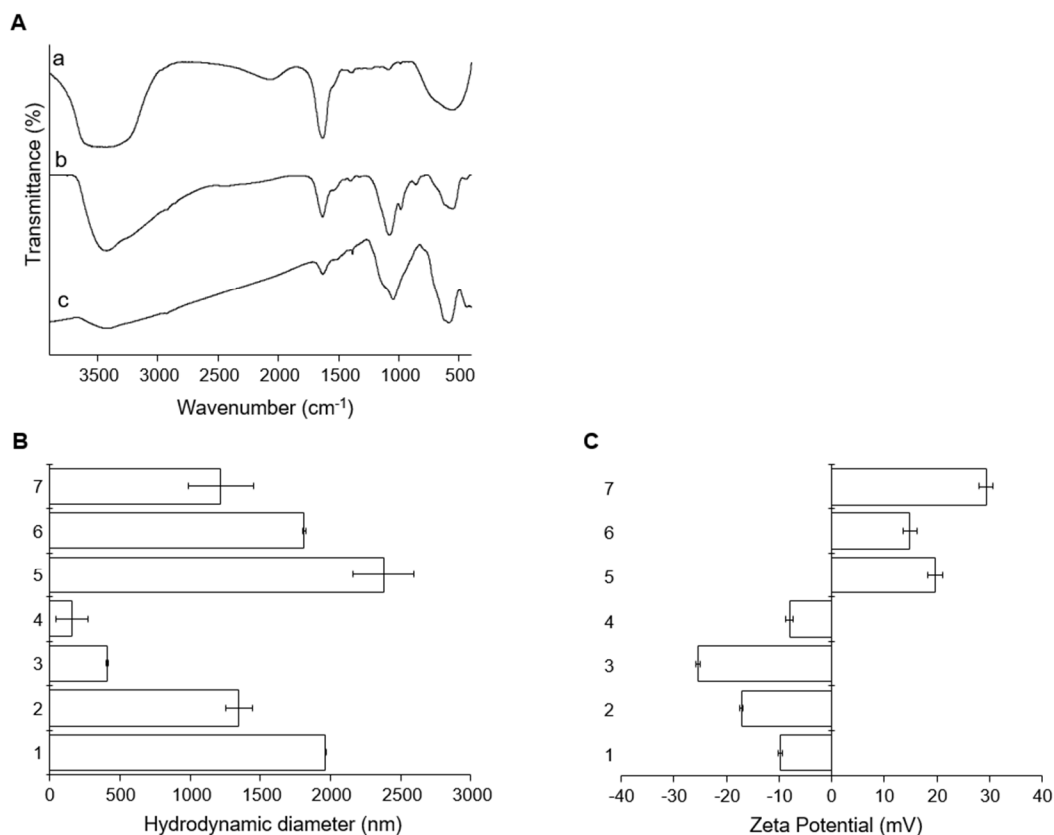 A
a
b
c
Transmittance (%)
3500 3000 2500 2000 1500 1000 500
Wavenumber (cm-1)
B
7
6
5
4
3
2
1
0 500 1000 1500 2000 2500 3000
Hydrodynamic diameter (nm)
C
7
6
5
4
3
2
1
-40 -30 -20 -10 0 10 20 30 40
Zeta Potential (mV)